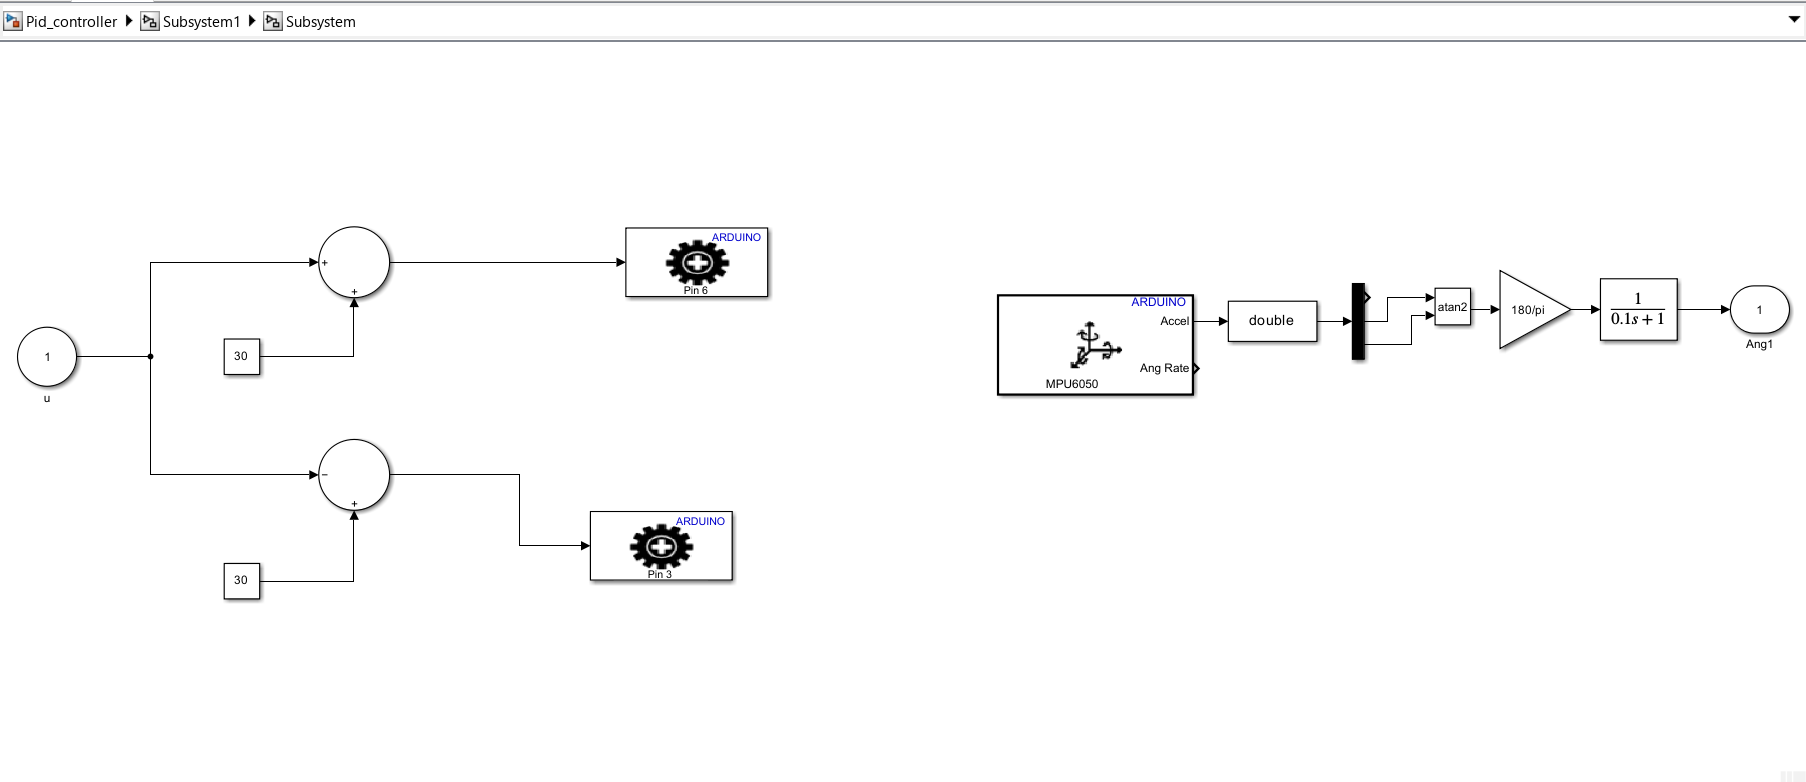 Pid_controller Subsystem1 Subsystem
ARDUINO
+
+
Pin 6
1
u
30
−
+
ARDUINO
Pin 3
30
ARDUINO
Accel
Ang Rate
MPU6050
double
atan2
180/pi
1
0.1s + 1
1
Ang1